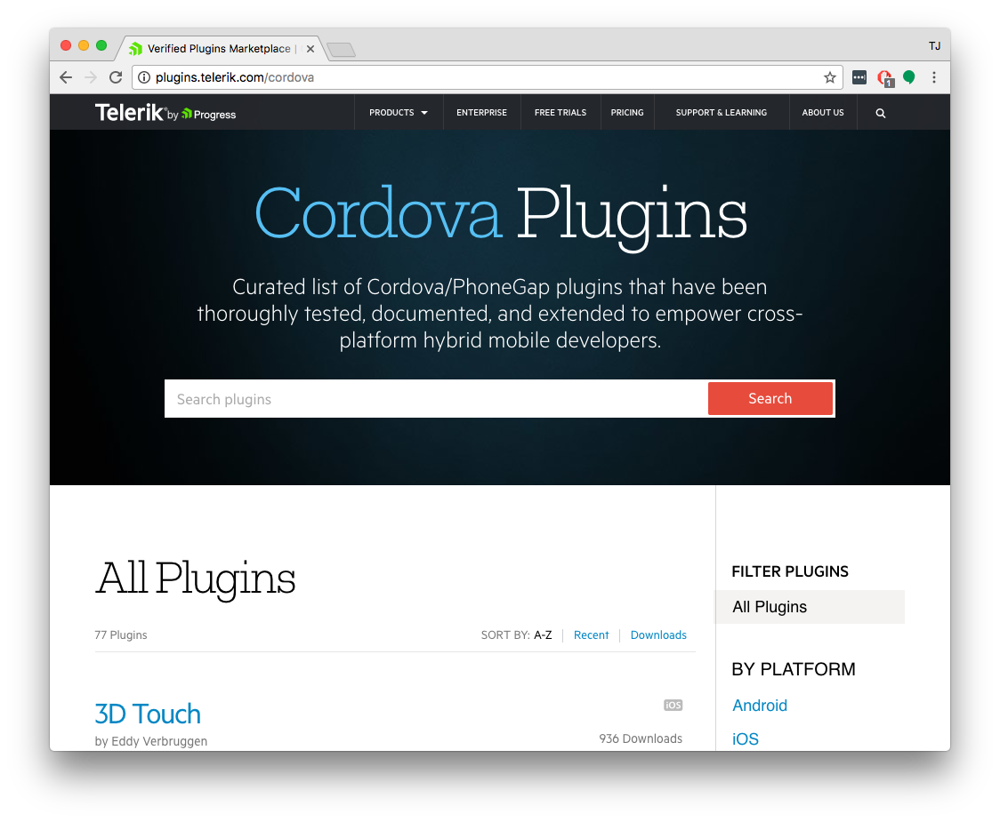 Verified Plugins Marketplace |
TJ
plugins.telerik.com/cordova
1
Telerik® by Progress
PRODUCTS
ENTERPRISE
FREE TRIALS
PRICING
SUPPORT & LEARNING
ABOUT US
Cordova Plugins
Curated list of Cordova/PhoneGap plugins that have been
thoroughly tested, documented, and extended to empower cross-
platform hybrid mobile developers.
Search plugins
Search
All Plugins
77 Plugins
SORT BY: A-Z | Recent | Downloads
3D Touch
iOS
by Eddy Verbruggen
936 Downloads
FILTER PLUGINS
All Plugins
BY PLATFORM
Android
iOS